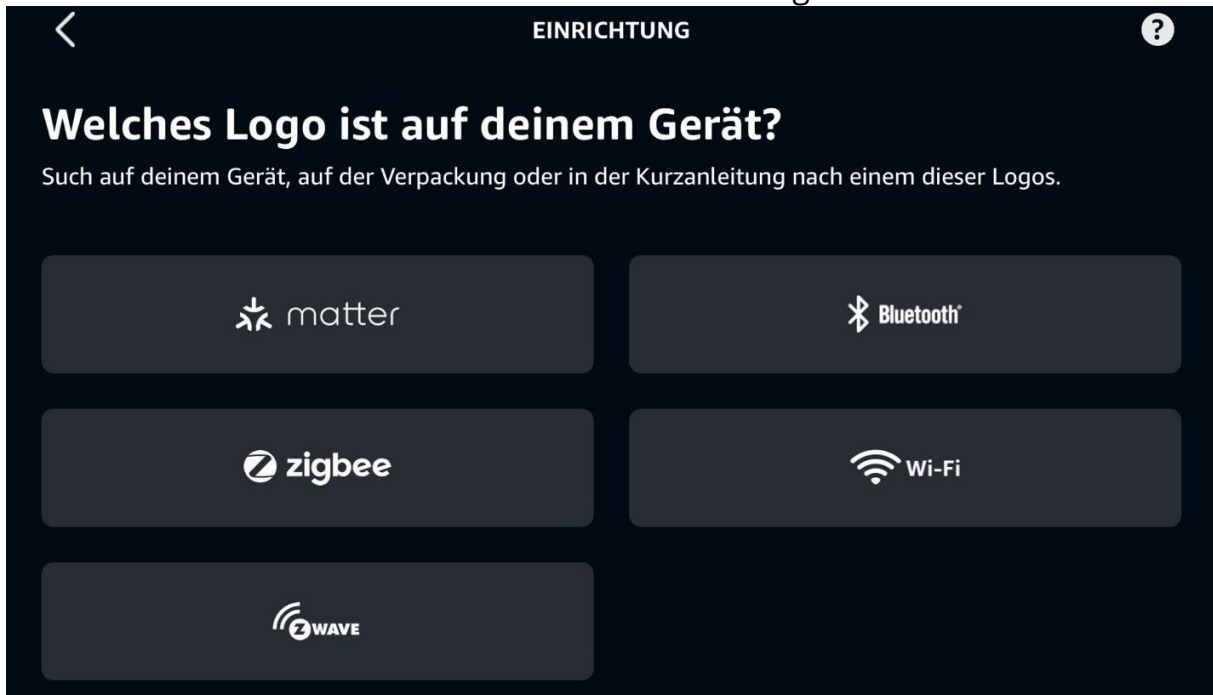 EINRICHTUNG
?
Welches Logo ist auf deinem Gerät?
Such auf deinem Gerät, auf der Verpackung oder in der Kurzanleitung nach einem dieser Logos.
matter
Bluetooth®
zigbee
Wi-Fi
Z WAVE